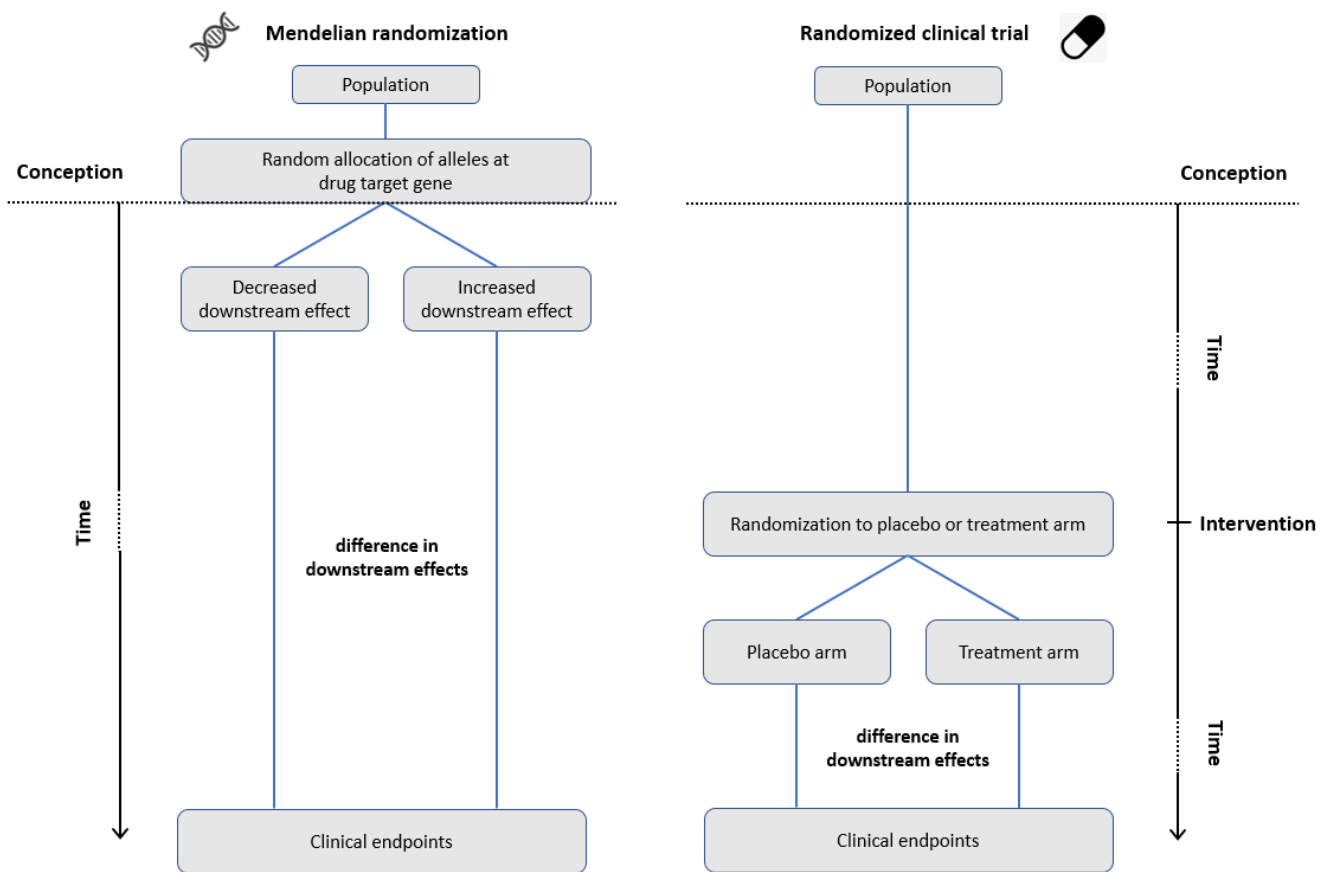 Mendelian randomization
Population
Random allocation of alleles at
drug target gene
Conception
Decreased
downstream effect
Increased
downstream effect
Time
difference in
downstream effects
Clinical endpoints
Randomized clinical trial
Population
Conception
Time
Randomization to placebo or treatment arm
Intervention
Placebo arm
Treatment arm
difference in
downstream effects
Time
Clinical endpoints